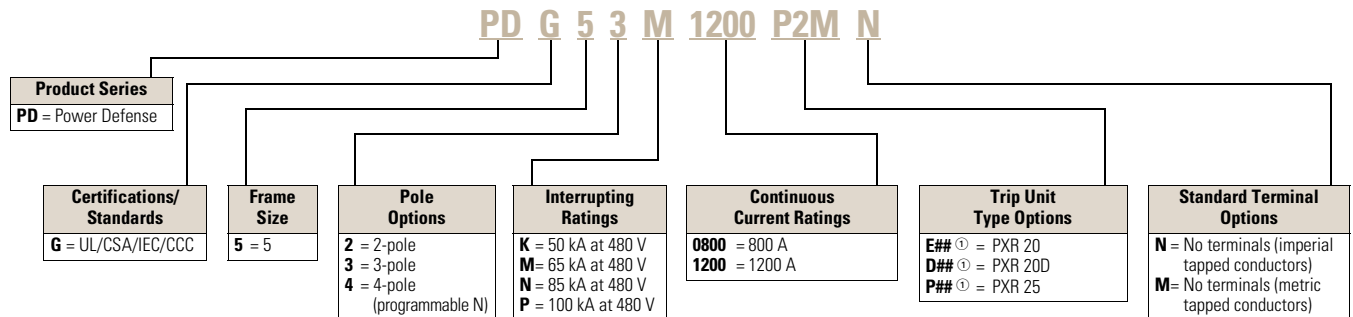 PD G 5 3 M 1200 P2M N
Product Series
PD = Power Defense
Certifications/
Standards
G = UL/CSA/IEC/CCC
Frame
Size
5 = 5
Pole
Options
2 = 2-pole
3 = 3-pole
4 = 4-pole
(programmable N)
Interrupting
Ratings
K = 50 kA at 480 V
M= 65 kA at 480 V
N = 85 kA at 480 V
P = 100 kA at 480 V
Continuous
Current Ratings
0800 = 800 A
1200 = 1200 A
Trip Unit
Type Options
E## ① = PXR 20
D## ① = PXR 20D
P## ① = PXR 25
Standard Terminal
Options
N = No terminals (imperial
tapped conductors)
M= No terminals (metric
tapped conductors)